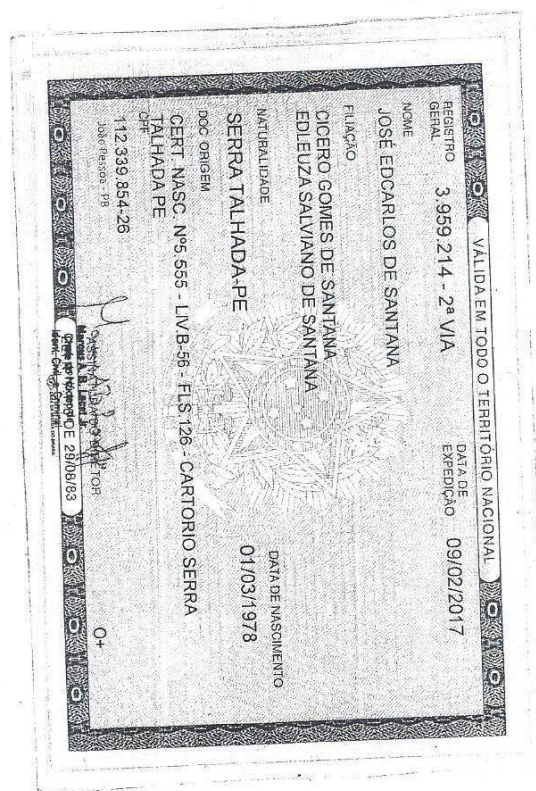 VÁLIDA EM TODO O TERRITÓRIO NACIONAL
REGISTRO GERAL 3.959.214 - 2ª VIA DATA DE EXPEDIÇÃO 09/02/2017
NOME
JOSÉ EDCARLOS DE SANTANA
FILIAÇÃO
CICERO GOMES DE SANTANA
EDLEUZA SALVIANO DE SANTANA
NATURALIDADE DATA DE NASCIMENTO
SERRA TALHADA-PE 01/03/1978
DOC. ORIGEM
CERT. NASC. Nº5.555 - LIV.B-56 - FLS.126 - CARTORIO SERRA
TALHADA PE
CPF
112.339.854-26
João Pessoa PB
O+
DE 29/08/83